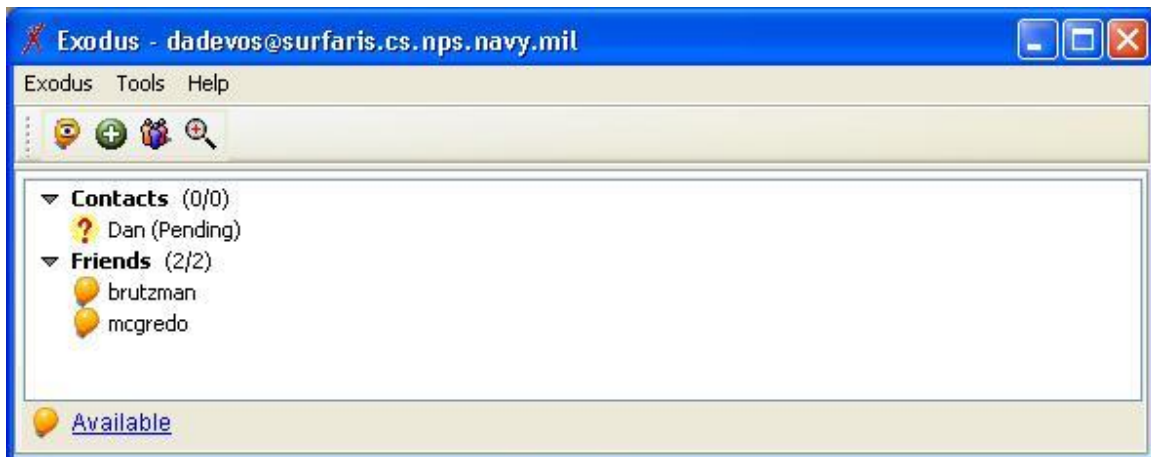 Exodus - dadevos@surfaris.cs.nps.navy.mil
Exodus Tools Help
Contacts (0/0)
Dan (Pending)
Friends (2/2)
brutzman
mcgredo
Available